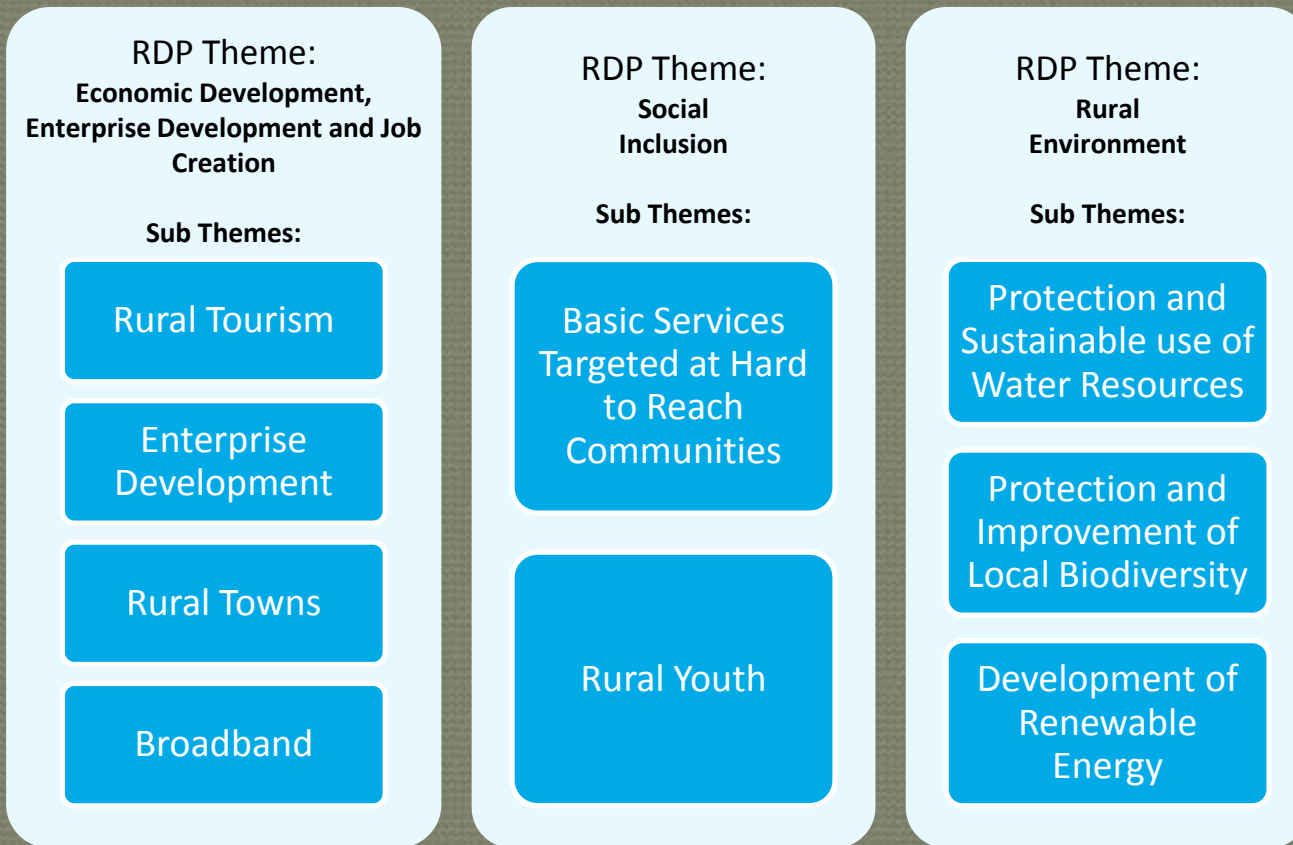 RDP Theme:
Economic Development,
Enterprise Development and Job
Creation
Sub Themes:
Rural Tourism
Enterprise
Development
Rural Towns
Broadband
RDP Theme:
Social
Inclusion
Sub Themes:
Basic Services
Targeted at Hard
to Reach
Communities
Rural Youth
RDP Theme:
Rural
Environment
Sub Themes:
Protection and
Sustainable use of
Water Resources
Protection and
Improvement of
Local Biodiversity
Development of
Renewable
Energy